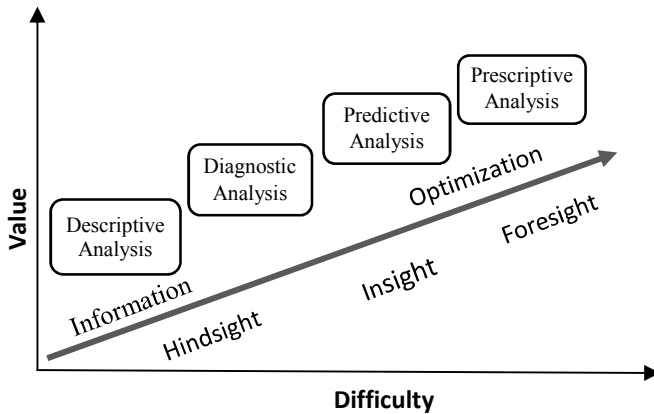 Value
Prescriptive
Analysis
Predictive
Analysis
Diagnostic
Analysis
Descriptive
Analysis
Optimization
Foresight
Insight
Information
Hindsight
Difficulty